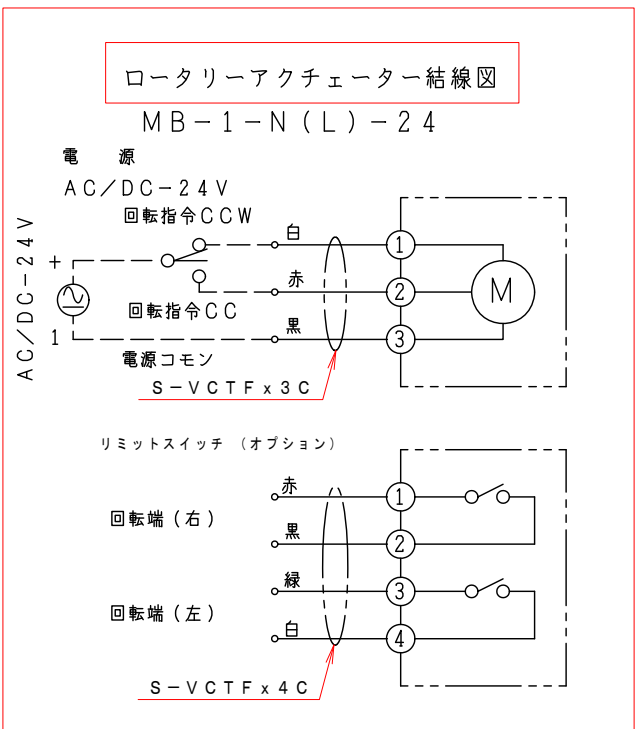 ロータリーアクチェーター結線図
MB-1-N(L)-24
電 源
AC/DC-24V
回転指令CCW
白
1
AC/DC-24V
+
赤
2
M
回転指令CC
黒
3
1
電源コモン
S-VCTFx3C
リミットスイッチ (オプション)
赤
1
回転端(右)
黒
2
緑
3
回転端(左)
白
4
S-VCTFx4C